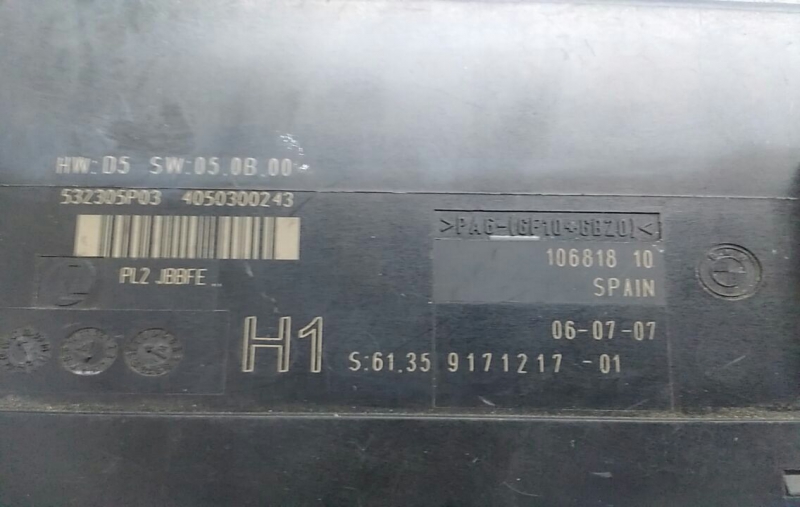 HW:D5 SW:05.0B.00
532305P03 4050300243
PL2 JBBFE ..
>PA6-(GF10+GBZ0)<
106818 10
SPAIN
06-07-07
H1
S:61.35 9171217 -01